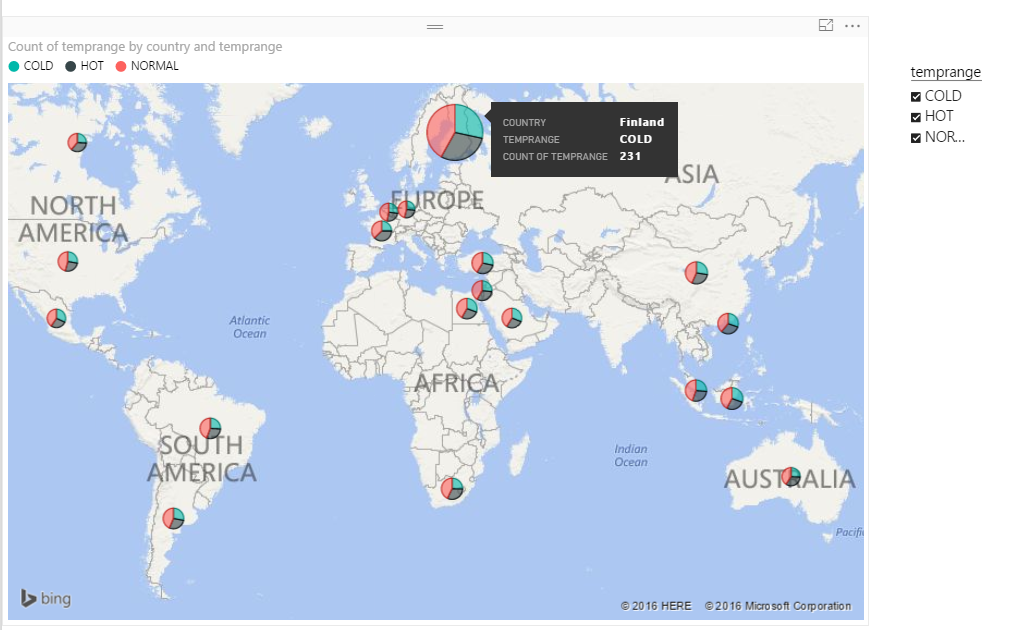 Count of temprange by country and temprange
COLD HOT NORMAL
temprange
COLD
HOT
NOR...
COUNTRY Finland
TEMPRANGE COLD
COUNT OF TEMPRANGE 231
ASIA
EUROPE
NORTH
AMERICA
Atlantic
Ocean
AFRICA
SOUTH
AMERICA
Indian
Ocean
AUSTRALIA
Pacific
bing
© 2016 HERE © 2016 Microsoft Corporation